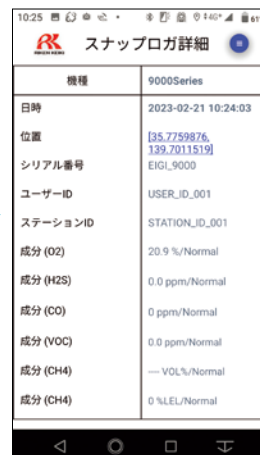 10:25 4G+ 61
RIKEN KEIKI スナップロガ詳細
機種 9000Series
日時 2023-02-21 10:24:03
位置 [35.7759876,
139.7011519]
シリアル番号 EIGI_9000
ユーザーID USER_ID_001
ステーションID STATION_ID_001
成分 (O2) 20.9 %/Normal
成分 (H2S) 0.0 ppm/Normal
成分 (CO) 0 ppm/Normal
成分 (VOC) 0.0 ppm/Normal
成分 (CH4) --- VOL%/Normal
成分 (CH4) 0 %LEL/Normal